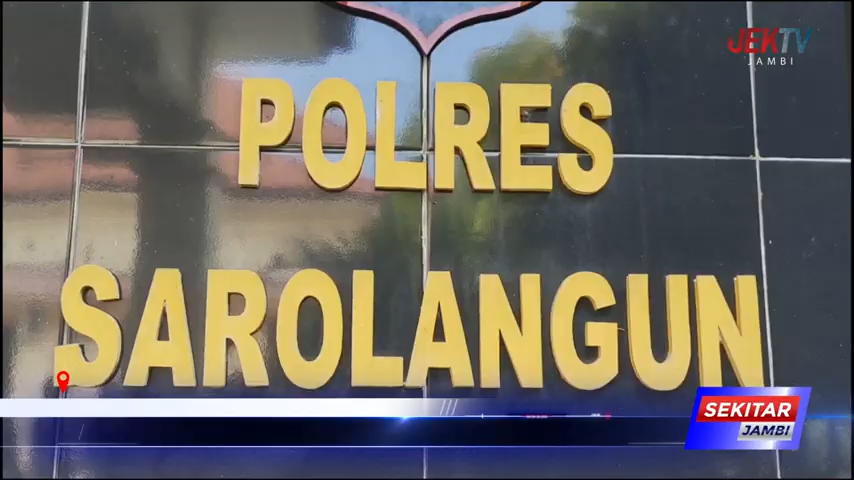 JEKTV
JAMBI
POLRES
SAROLANGUN
SEKITAR
JAMBI